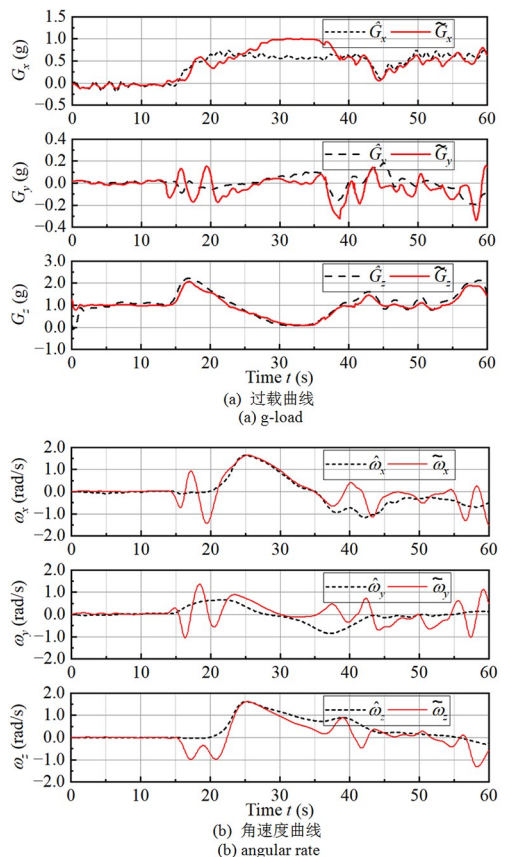 1.5
1.0
0.5
0.0
−0.5
Gx (g)
Ĝx G̃x
0 10 20 30 40 50 60
0.4
0.2
0.0
−0.2
−0.4
Gy (g)
Ĝy G̃y
0 10 20 30 40 50 60
3.0
2.0
1.0
0.0
−1.0
Gz (g)
Ĝz G̃z
0 10 20 30 40 50 60
Time t (s)
(a) 过载曲线
(a) g-load
2.0
1.0
0.0
−1.0
−2.0
ωx (rad/s)
ω̂x ω̃x
0 10 20 30 40 50 60
2.0
1.0
0.0
−1.0
−2.0
ωy (rad/s)
ω̂y ω̃y
0 10 20 30 40 50 60
2.0
1.0
0.0
−1.0
−2.0
ωz (rad/s)
ω̂z ω̃z
0 10 20 30 40 50 60
Time t (s)
(b) 角速度曲线
(b) angular rate